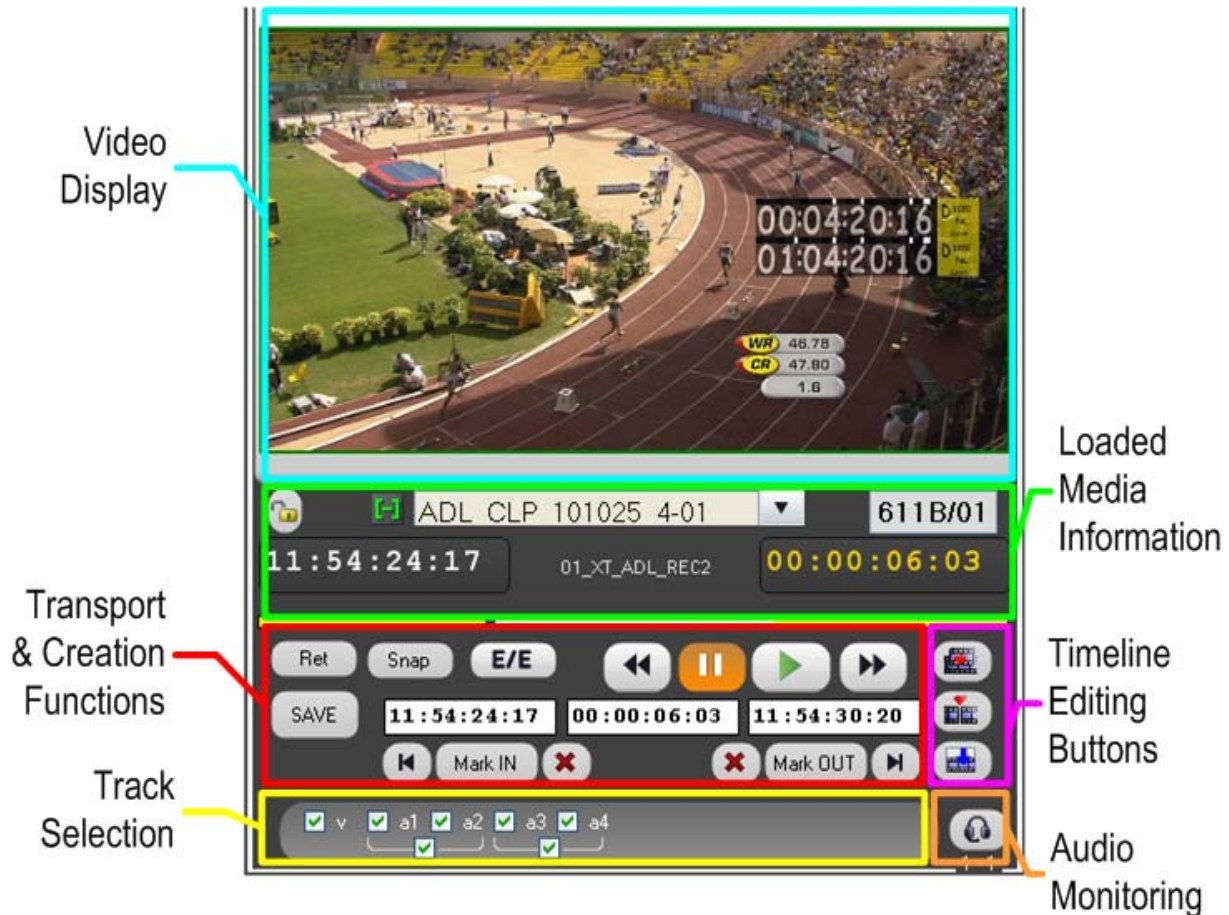 Video
Display
00:04:20:16
01:04:20:16
WR 46.78
CR 47.80
1.6
Loaded
Media
Information
[-] ADL CLP 101025 4-01 611B/01
11:54:24:17 01_XT_ADL_REC2 00:00:06:03
Transport
& Creation
Functions
Ret Snap E/E
SAVE 11:54:24:17 00:00:06:03 11:54:30:20
Mark IN Mark OUT
Timeline
Editing
Buttons
Track
Selection
v a1 a2 a3 a4
Audio
Monitoring